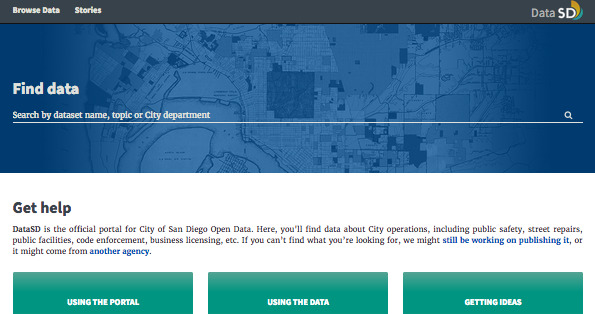 Browse Data Stories Data SD
Find data
Search by dataset name, topic or City department
Get help
DataSD is the official portal for City of San Diego Open Data. Here, you'll find data about City operations, including public safety, street repairs,
public facilities, code enforcement, business licensing, etc. If you can't find what you're looking for, we might still be working on publishing it, or
it might come from another agency.
USING THE PORTAL USING THE DATA GETTING IDEAS